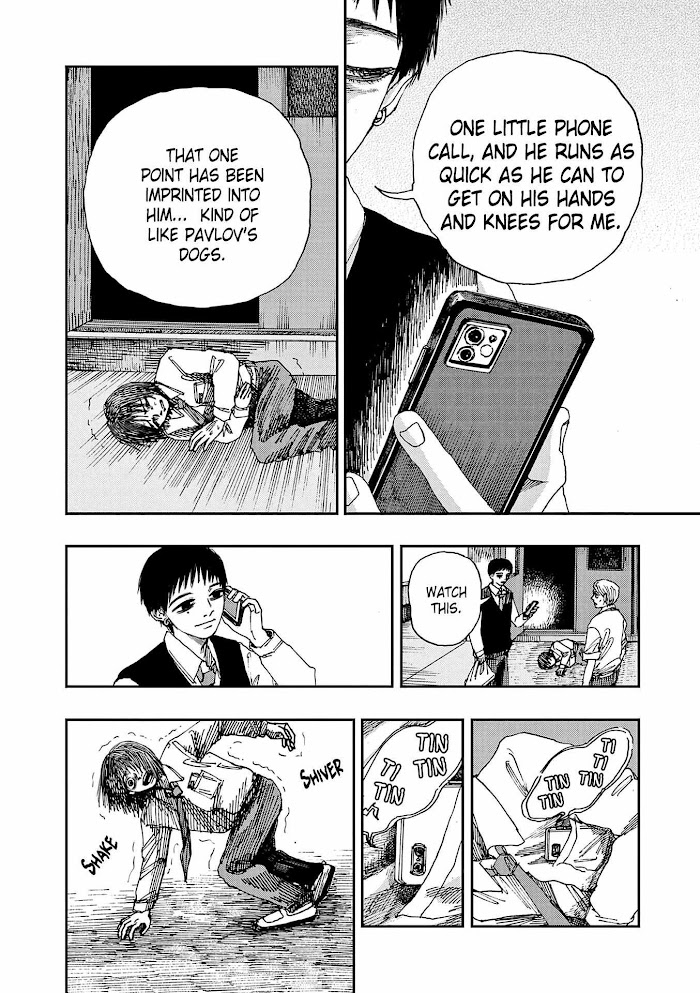 ONE LITTLE PHONE
CALL, AND HE RUNS AS
QUICK AS HE CAN TO
GET ON HIS HANDS
AND KNEES FOR ME.
THAT ONE
POINT HAS BEEN
IMPRINTED INTO
HIM... KIND OF
LIKE PAVLOV'S
DOGS.
WATCH
THIS.
TI
TI
TIN
TIN
TIN
TIN
TIN
TI
TIN
SHIVER
SHAKE